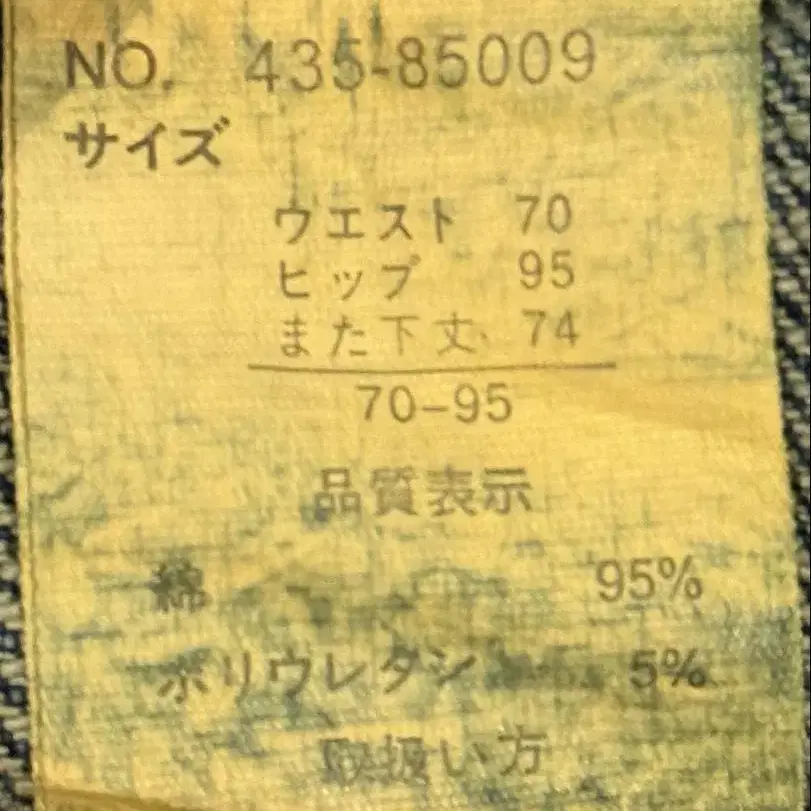 NO. 435-85009
サイズ
ウエスト 70
ヒップ 95
また下丈 74
70-95
品質表示
綿 95%
ポリウレタン 5%
取扱い方